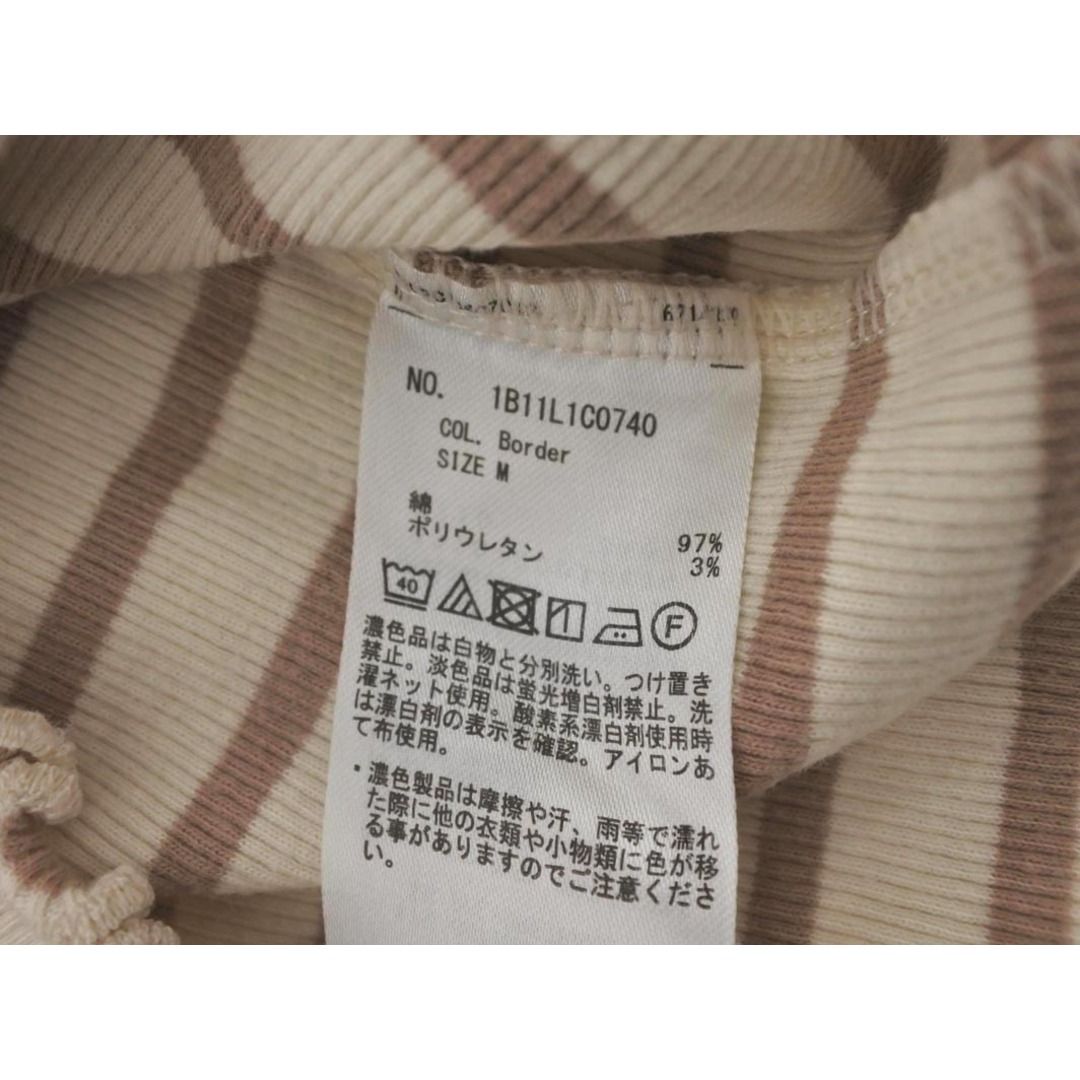 NO. 1B11L1C0740
COL. Border
SIZE M
綿 97%
ポリウレタン 3%
40 F
濃色品は白物と分別洗い。つけ置き
禁止。淡色品は蛍光増白剤禁止。洗
濯ネット使用。酸素系漂白剤使用時
は漂白剤の表示を確認。アイロンあ
て布使用。
・濃色製品は摩擦や汗、雨等で濡れ
た際に他の衣類や小物類に色が移
る事がありますのでご注意くださ
い。